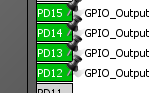 PD15 GPIO_Output
PD14 GPIO_Output
PD13 GPIO_Output
PD12 GPIO_Output
PD11